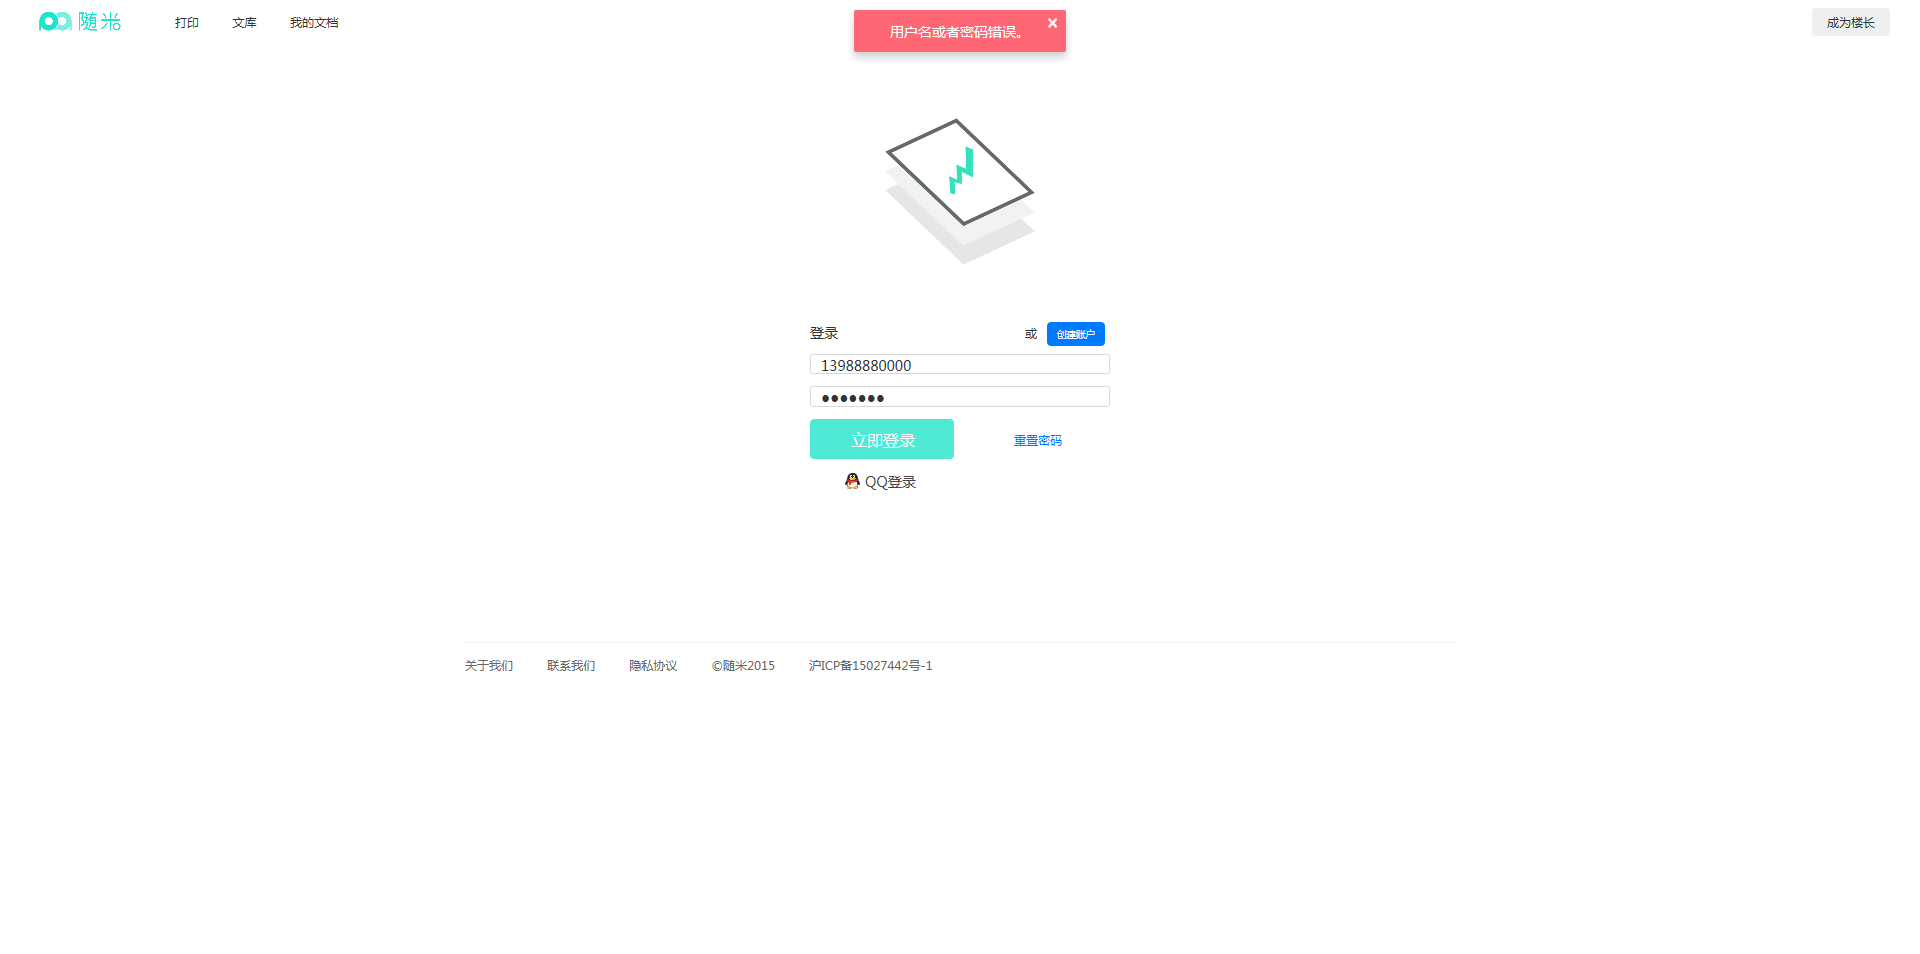 随米 打印 文库 我的文档 成为楼长
用户名或者密码错误。 ×
登录 或 创建账户
13988880000
●●●●●●●
立即登录 重置密码
QQ登录
关于我们 联系我们 隐私协议 ©随米2015 沪ICP备15027442号-1